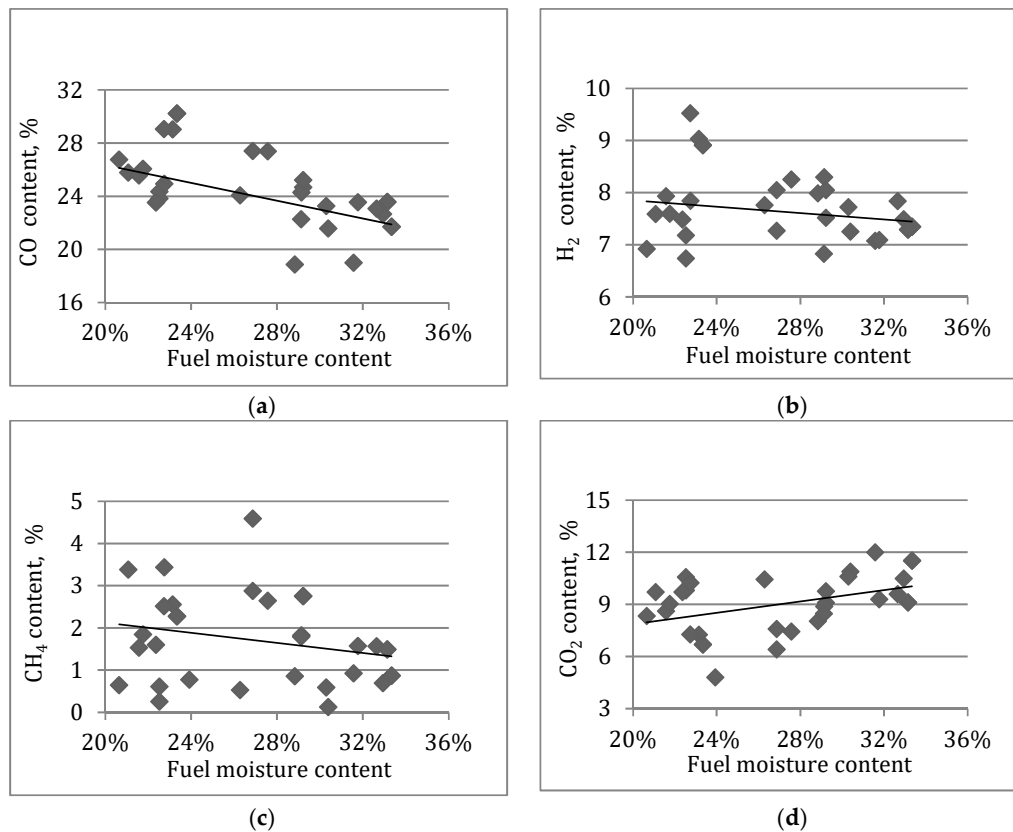 32
28
24
20
16
CO content, %
20% 24% 28% 32% 36%
Fuel moisture content
(a)
10
9
8
7
6
H₂ content, %
20% 24% 28% 32% 36%
Fuel moisture content
(b)
5
4
3
2
1
0
CH₄ content, %
20% 24% 28% 32% 36%
Fuel moisture content
(c)
15
12
9
6
3
CO₂ content, %
20% 24% 28% 32% 36%
Fuel moisture content
(d)